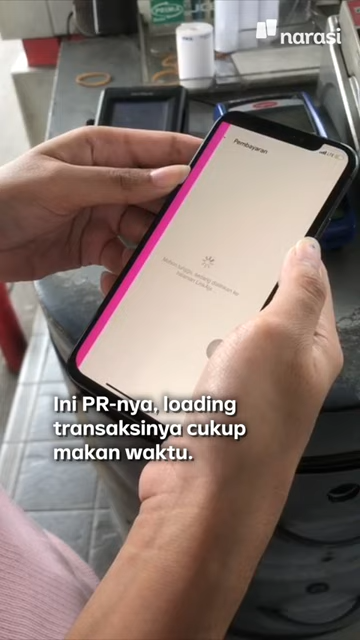 narasi
Pembayaran
Ini PR-nya, loading
transaksinya cukup
makan waktu.